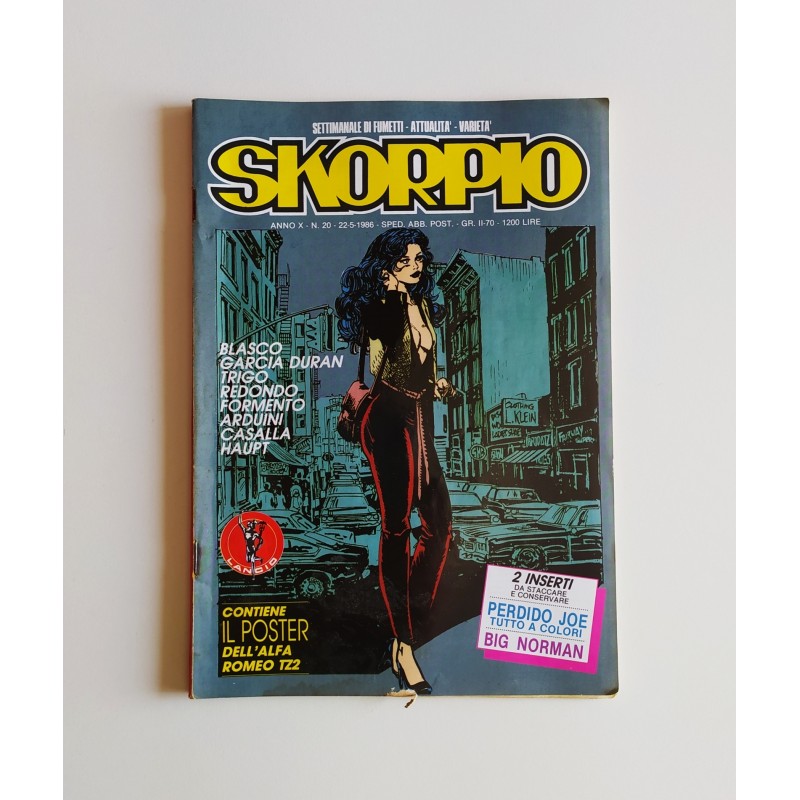 SETTIMANALE DI FUMETTI - ATTUALITA' - VARIETA'
SKORPIO
ANNO X - N. 20 - 22-5-1986 - SPED. ABB. POST. - GR. II-70 - 1200 LIRE
BLASCO
GARCIA DURAN
TRIGO
REDONDO
FORMENTO
ARDUINI
CASALLA
HAUPT
CLOTHING
KLEIN
LANCIO
CONTIENE
IL POSTER
DELL'ALFA
ROMEO TZ2
2 INSERTI
DA STACCARE
E CONSERVARE
PERDIDO JOE
TUTTO A COLORI
BIG NORMAN